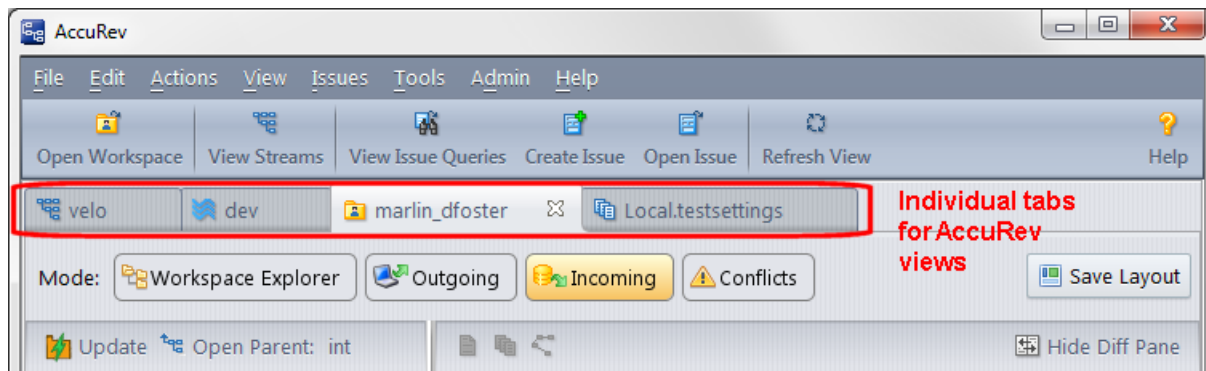 AccuRev
File Edit Actions View Issues Tools Admin Help
Open Workspace View Streams View Issue Queries Create Issue Open Issue Refresh View Help
velo dev marlin_dfoster Local.testsettings
Individual tabs
for AccuRev
views
Mode: Workspace Explorer Outgoing Incoming Conflicts Save Layout
Update Open Parent: int Hide Diff Pane